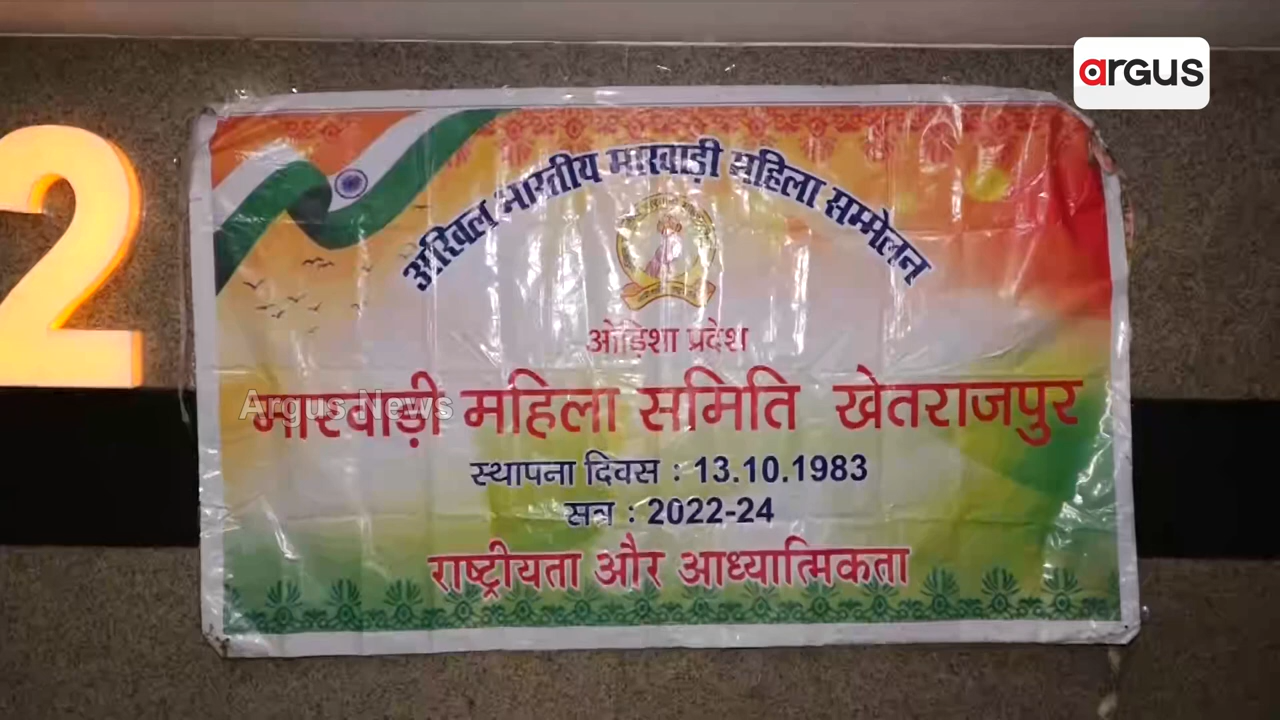 argus
2
अखिल भारतीय मारवाड़ी महिला सम्मेलन
ओड़िशा प्रदेश
मारवाड़ी महिला समिति खेतराजपुर
Argus News
स्थापना दिवस : 13.10.1983
सत्र : 2022-24
राष्ट्रीयता और आध्यात्मिकता